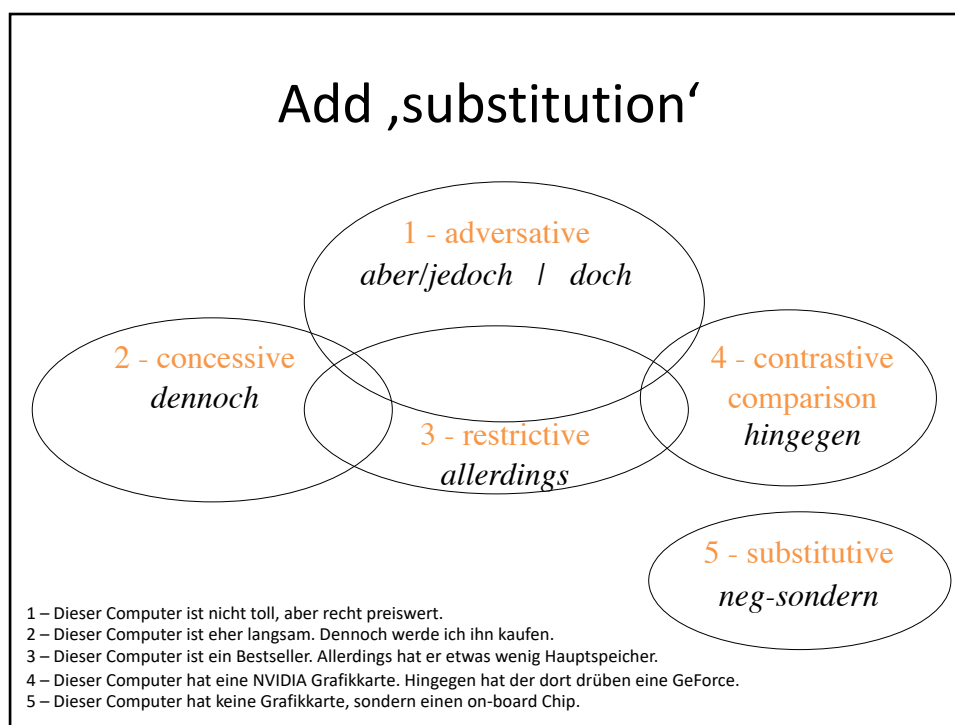 Add ‚substitution‘
1 - adversative
aber/jedoch / doch
2 - concessive
dennoch
3 - restrictive
allerdings
4 - contrastive
comparison
hingegen
5 - substitutive
neg-sondern
1 – Dieser Computer ist nicht toll, aber recht preiswert.
2 – Dieser Computer ist eher langsam. Dennoch werde ich ihn kaufen.
3 – Dieser Computer ist ein Bestseller. Allerdings hat er etwas wenig Hauptspeicher.
4 – Dieser Computer hat eine NVIDIA Grafikkarte. Hingegen hat der dort drüben eine GeForce.
5 – Dieser Computer hat keine Grafikkarte, sondern einen on-board Chip.